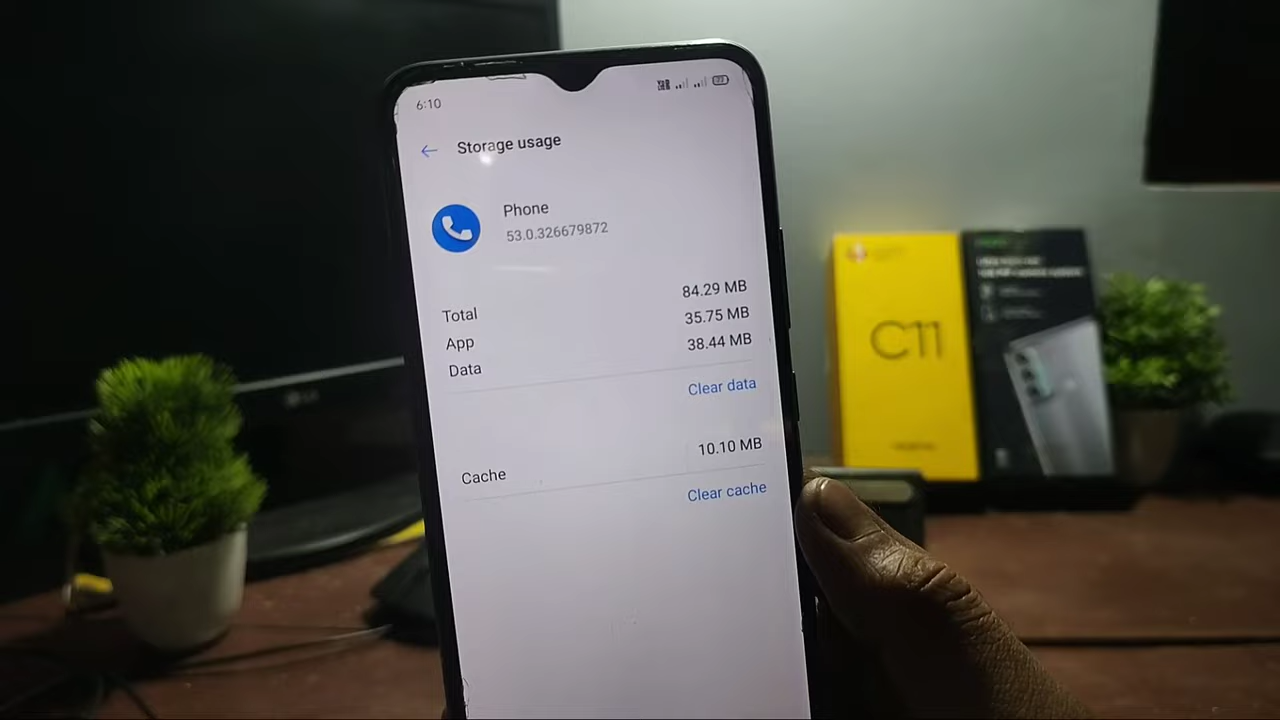 6:10
Storage usage
Phone
53.0.326679872
Total 84.29 MB
App 35.75 MB
Data 38.44 MB
Clear data
Cache 10.10 MB
Clear cache
C11
LG